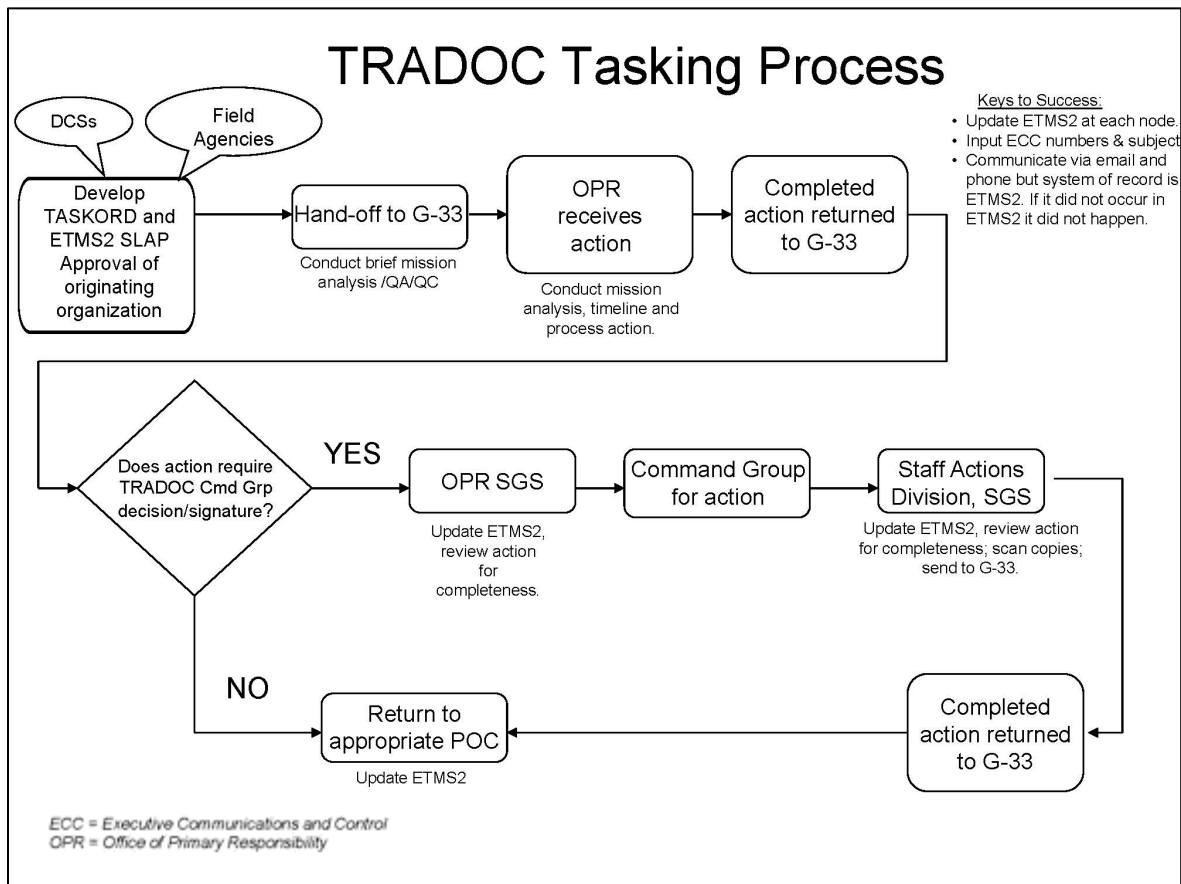 TRADOC Tasking Process
DCSs
Field
Agencies
Keys to Success:
• Update ETMS2 at each node.
• Input ECC numbers & subject
• Communicate via email and
phone but system of record is
ETMS2. If it did not occur in
ETMS2 it did not happen.
Develop
TASKORD and
ETMS2 SLAP
Approval of
originating
organization
Hand-off to G-33
Conduct brief mission
analysis /QA/QC
OPR
receives
action
Conduct mission
analysis, timeline and
process action.
Completed
action returned
to G-33
Does action require
TRADOC Cmd Grp
decision/signature?
YES
OPR SGS
Update ETMS2,
review action
for
completeness.
Command Group
for action
Staff Actions
Division, SGS
Update ETMS2, review action
for completeness; scan copies;
send to G-33.
NO
Return to
appropriate POC
Update ETMS2
Completed
action returned
to G-33
ECC = Executive Communications and Control
OPR = Office of Primary Responsibility